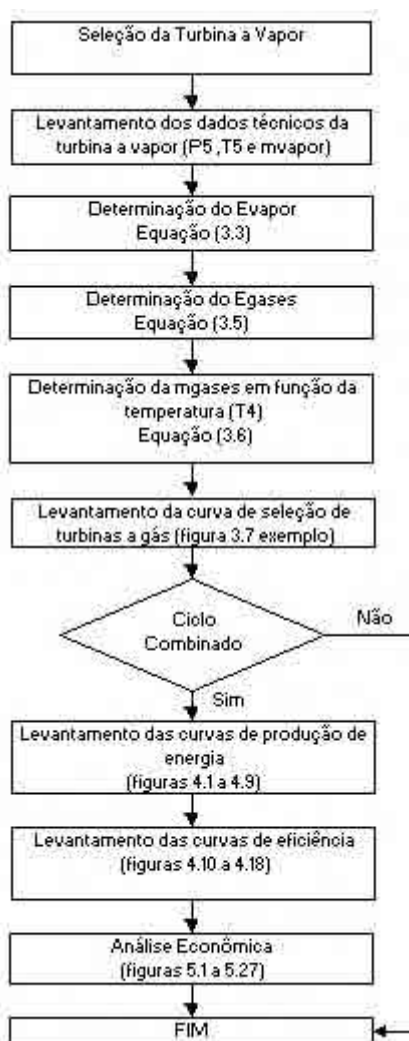 Seleção da Turbina a Vapor
Levantamento dos dados técnicos da
turbina a vapor (P5 ,T5 e mvapor)
Determinação do Evapor
Equação (3.3)
Determinação do Egases
Equação (3.5)
Determinação da mgases em função da
temperatura (T4)
Equação (3.6)
Levantamento da curva de seleção de
turbinas a gás (figura 3.7 exemplo)
Ciclo
Combinado
Não
Sim
Levantamento das curvas de produção de
energia
(figuras 4.1 a 4.9)
Levantamento das curvas de eficiência
(figuras 4.10 a 4.18)
Análise Econômica
(figuras 5.1 a 5.27)
FIM